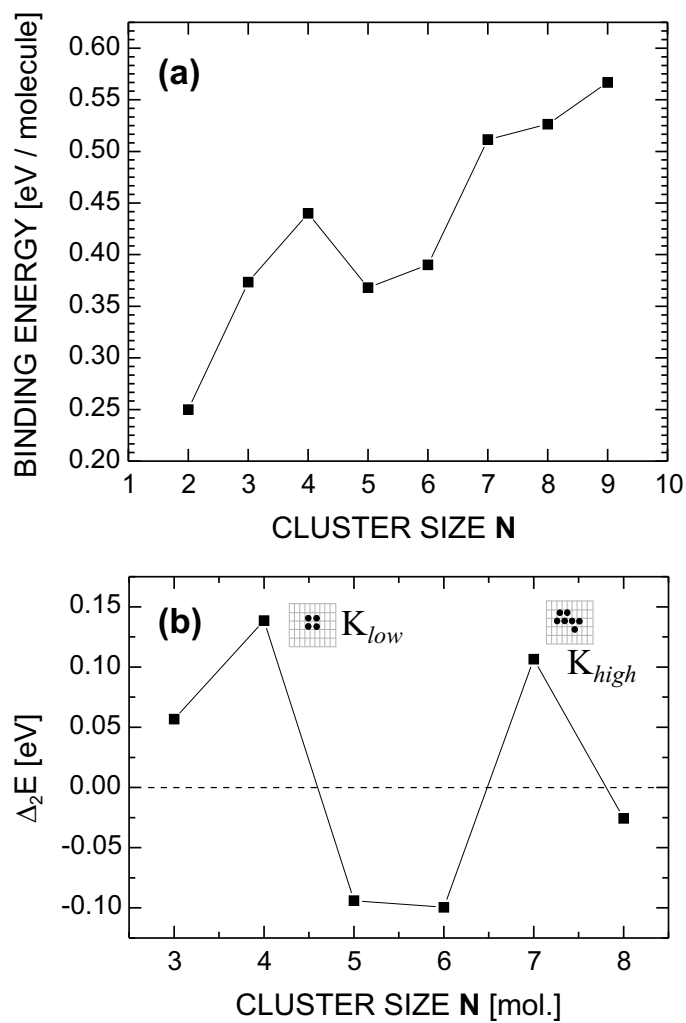 (a)
BINDING ENERGY [eV / molecule]
0.60
0.55
0.50
0.45
0.40
0.35
0.30
0.25
0.20
1 2 3 4 5 6 7 8 9 10
CLUSTER SIZE N
(b)
K_low
K_high
Δ₂E [eV]
0.15
0.10
0.05
0.00
-0.05
-0.10
3 4 5 6 7 8
CLUSTER SIZE N [mol.]